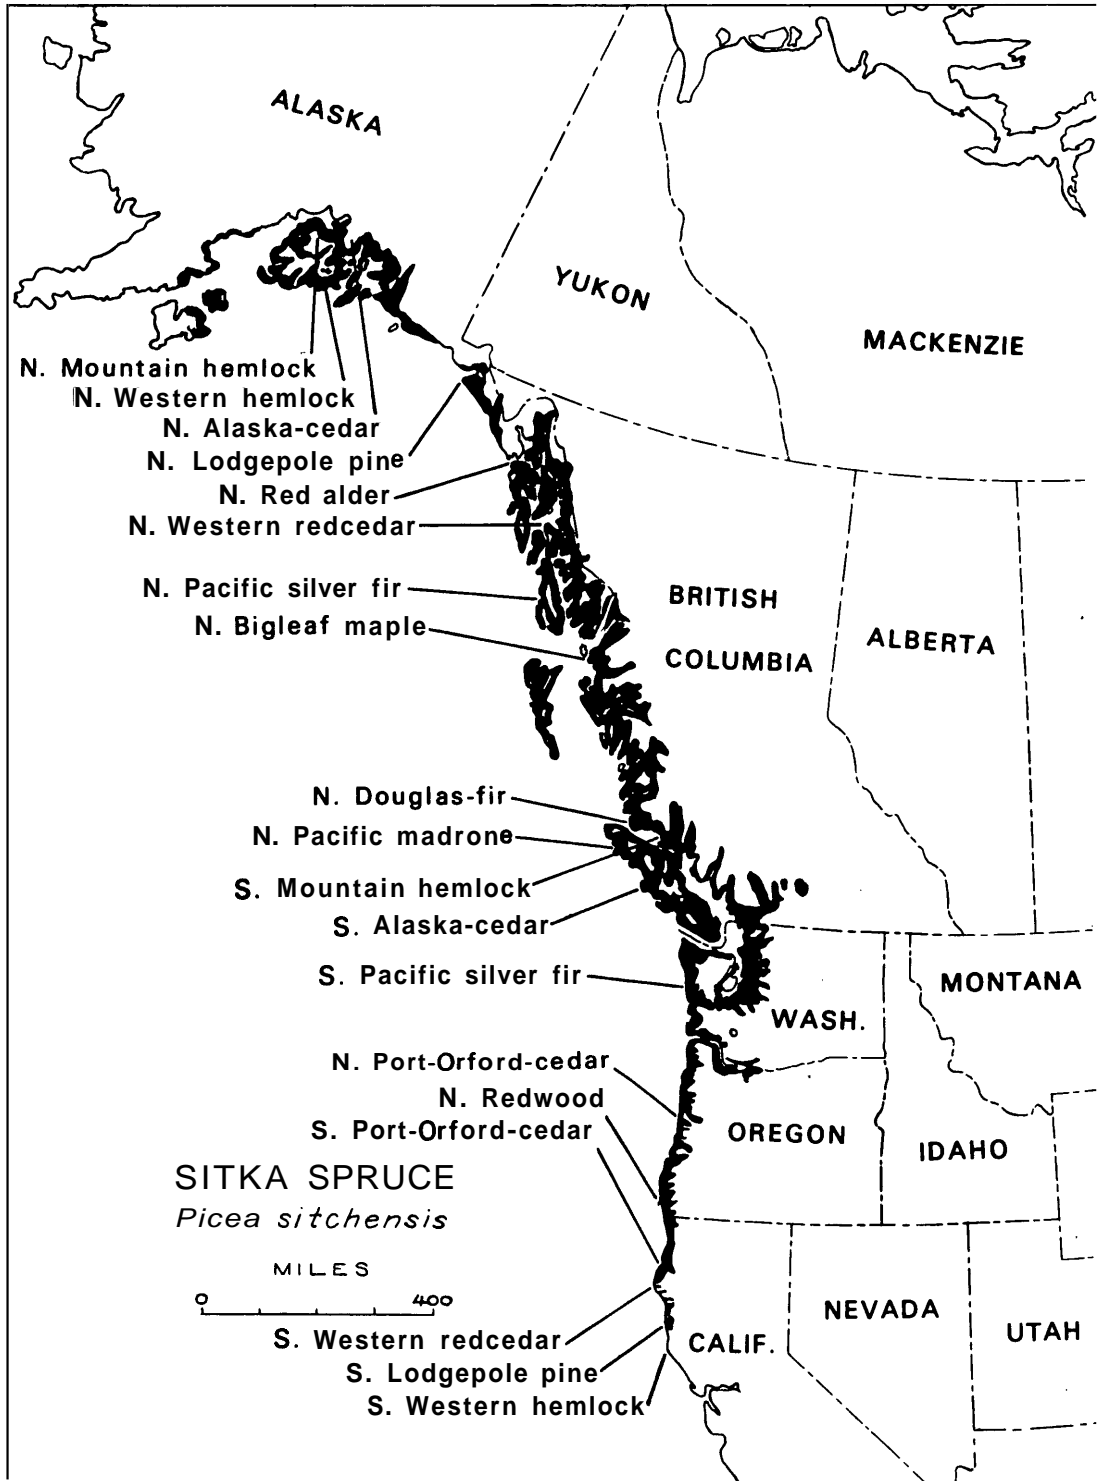 ALASKA
YUKON
MACKENZIE
N. Mountain hemlock
N. Western hemlock
N. Alaska-cedar
N. Lodgepole pine
N. Red alder
N. Western redcedar
N. Pacific silver fir
N. Bigleaf maple
BRITISH
COLUMBIA
ALBERTA
N. Douglas-fir
N. Pacific madrone
S. Mountain hemlock
S. Alaska-cedar
S. Pacific silver fir
MONTANA
WASH.
N. Port-Orford-cedar
N. Redwood
S. Port-Orford-cedar
OREGON
IDAHO
SITKA SPRUCE
Picea sitchensis
MILES
0 400
S. Western redcedar
S. Lodgepole pine
S. Western hemlock
CALIF.
NEVADA
UTAH